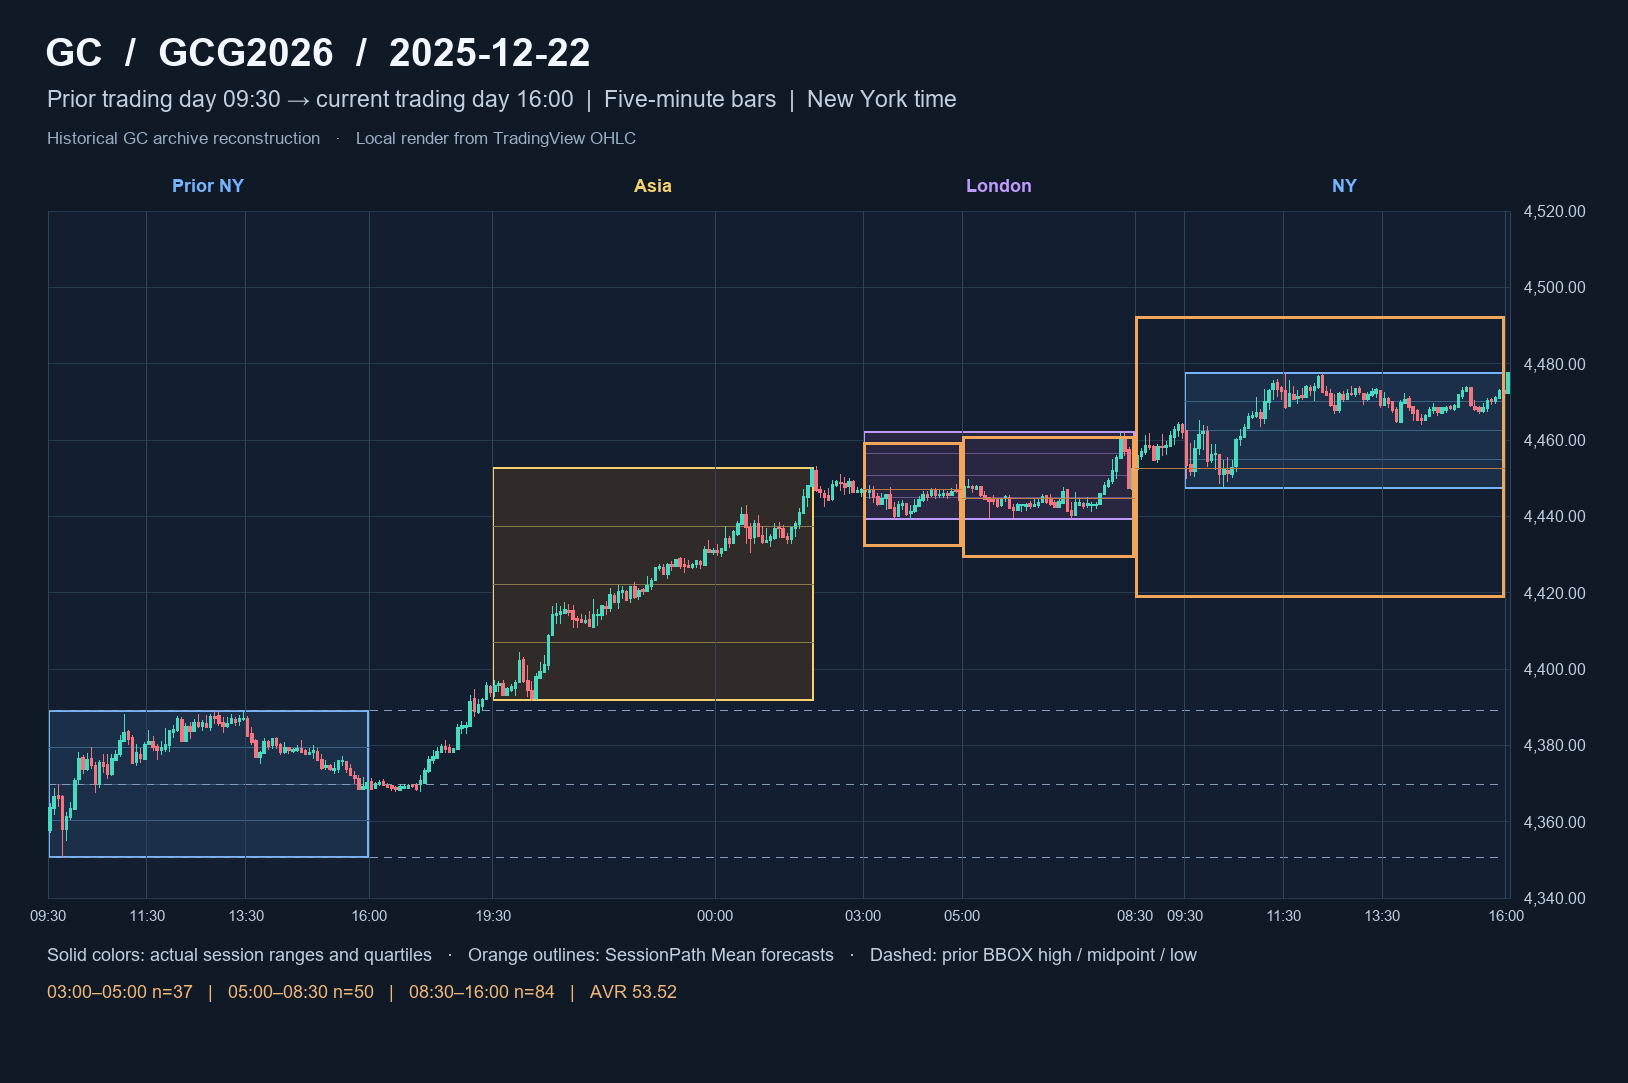 GC / GCG2026 / 2025-12-22
Prior trading day 09:30 → current trading day 16:00 | Five-minute bars | New York time
Historical GC archive reconstruction · Local render from TradingView OHLC
Prior NY Asia London NY
4,520.00
4,500.00
4,480.00
4,460.00
4,440.00
4,420.00
4,400.00
4,380.00
4,360.00
4,340.00
09:30 11:30 13:30 16:00 19:30 00:00 03:00 05:00 08:30 09:30 11:30 13:30 16:00
Solid colors: actual session ranges and quartiles · Orange outlines: SessionPath Mean forecasts · Dashed: prior BBOX high / midpoint / low
03:00–05:00 n=37 | 05:00–08:30 n=50 | 08:30–16:00 n=84 | AVR 53.52